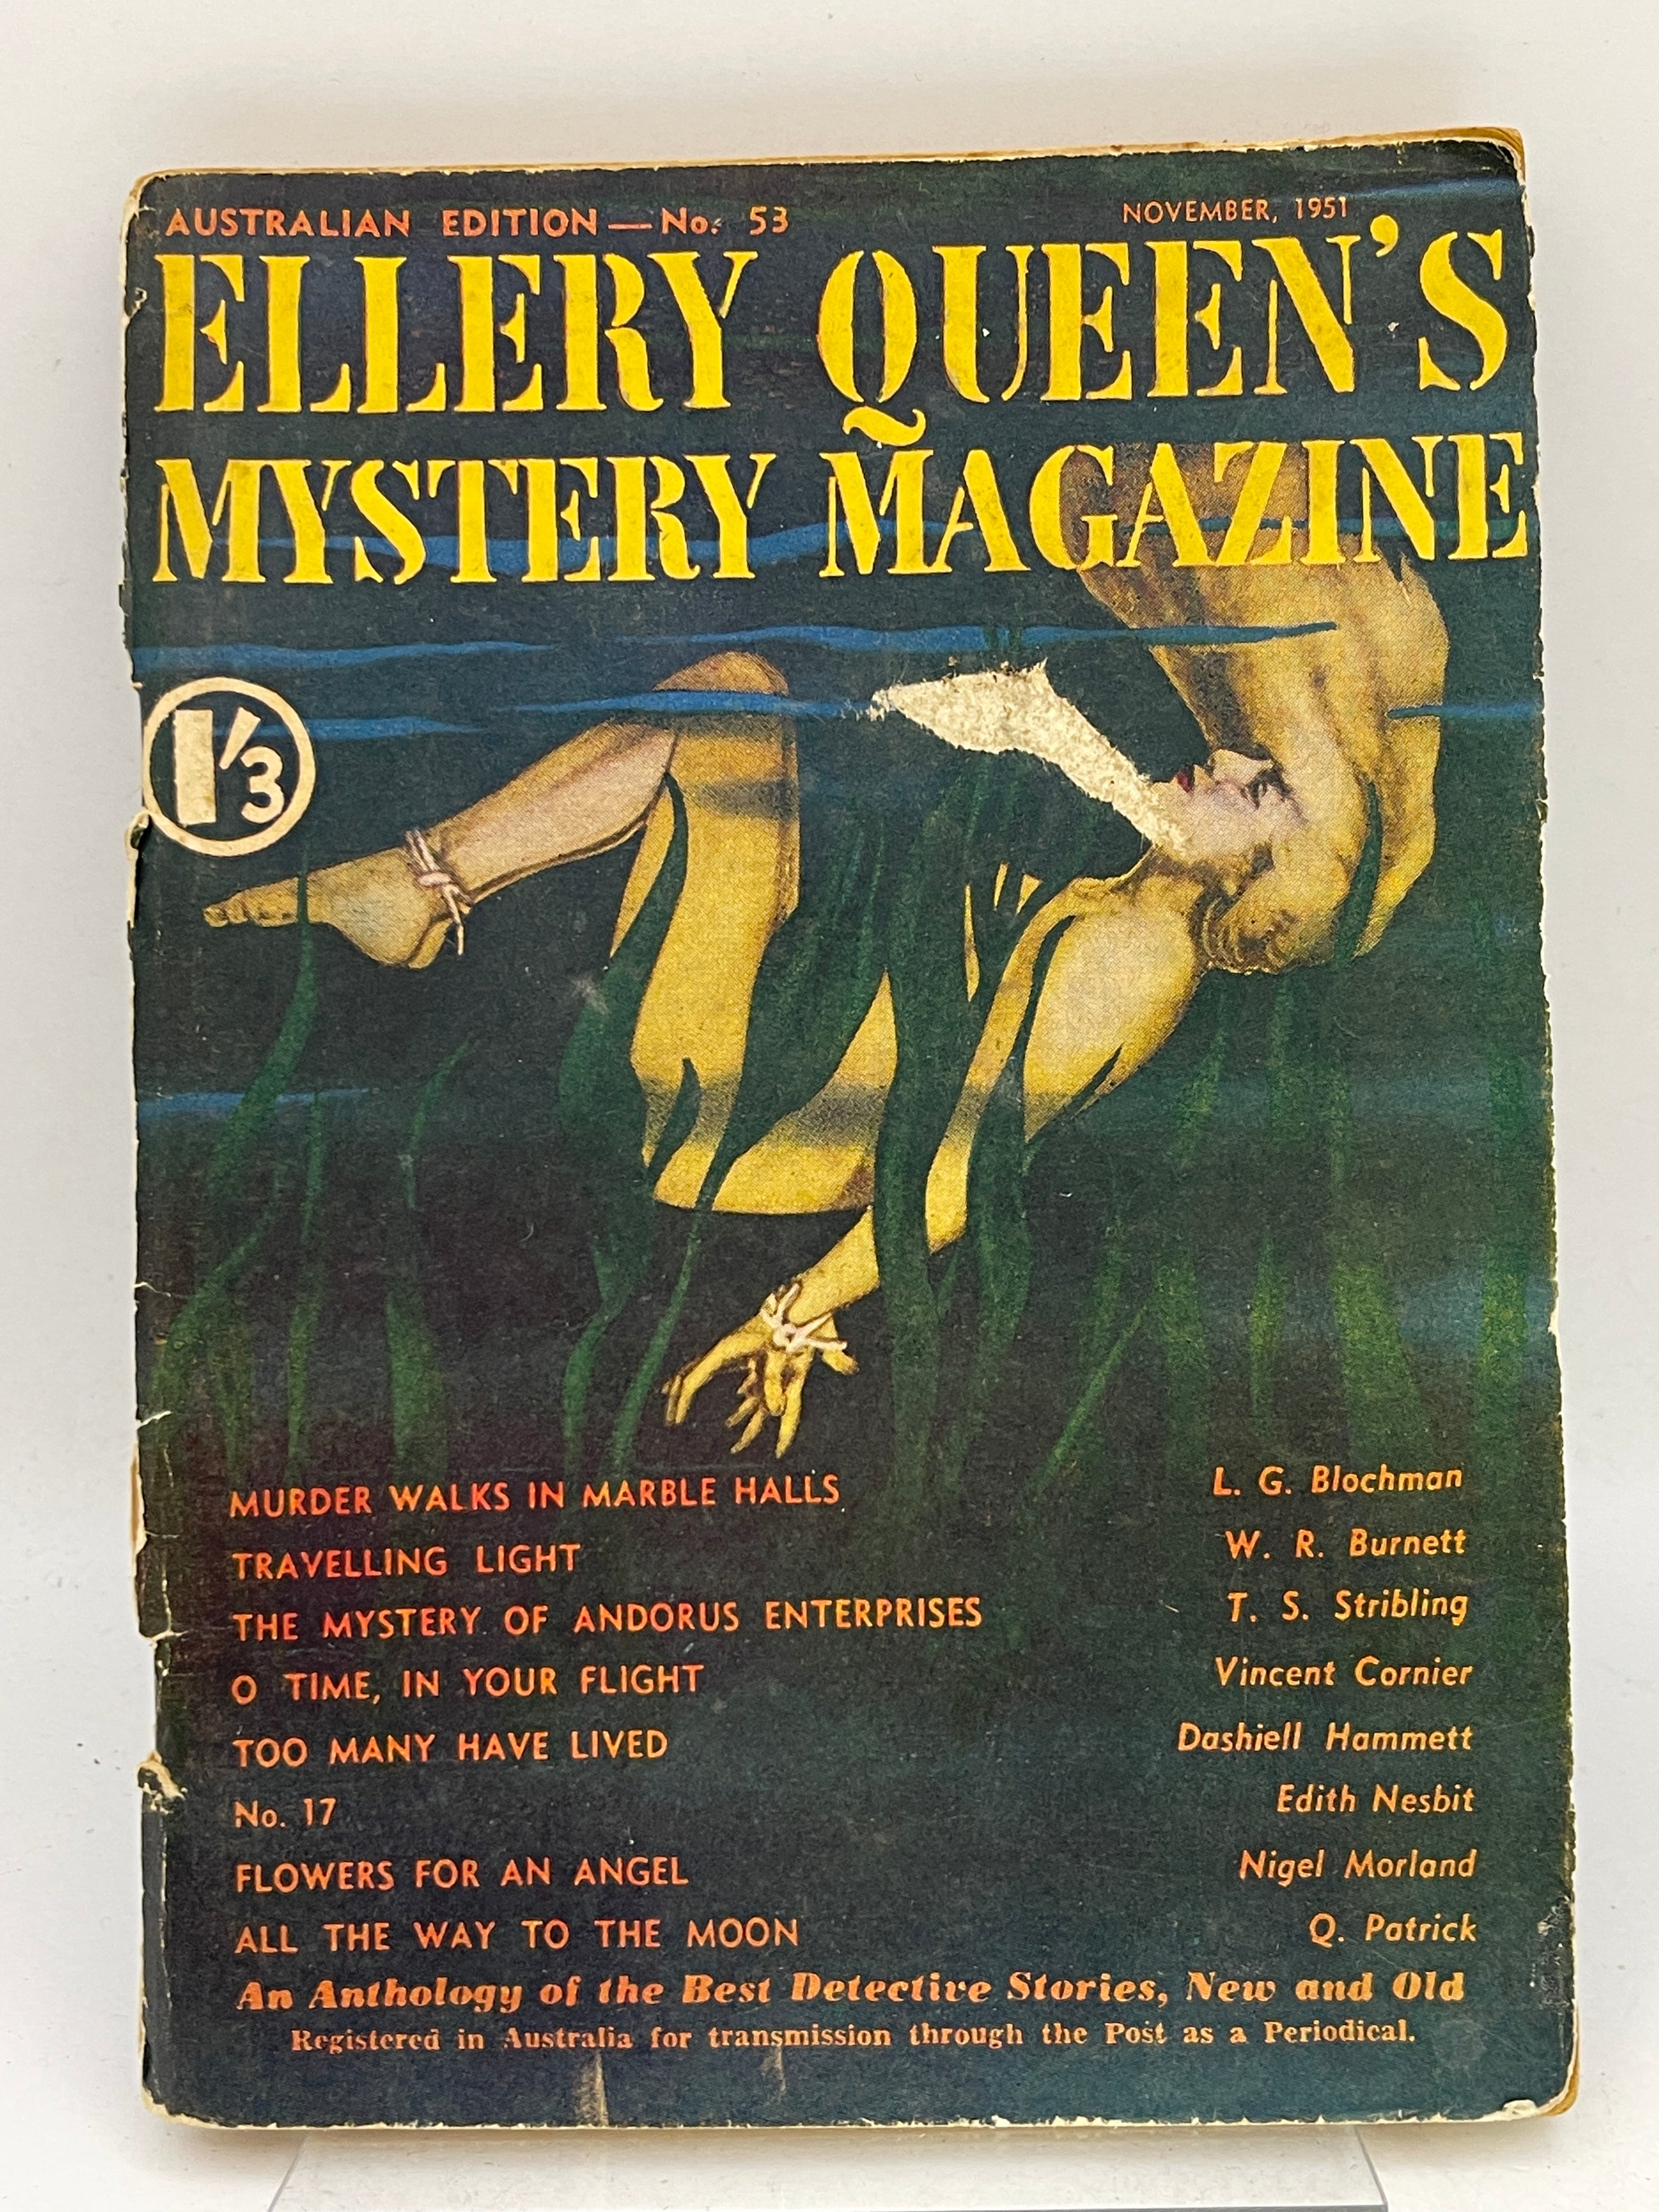 AUSTRALIAN EDITION — No. 53
NOVEMBER, 1951
ELLERY QUEEN'S
MYSTERY MAGAZINE
1'/3
MURDER WALKS IN MARBLE HALLS L. G. Blochman
TRAVELLING LIGHT W. R. Burnett
THE MYSTERY OF ANDORUS ENTERPRISES T. S. Stribling
O TIME, IN YOUR FLIGHT Vincent Cornier
TOO MANY HAVE LIVED Dashiell Hammett
No. 17 Edith Nesbit
FLOWERS FOR AN ANGEL Nigel Morland
ALL THE WAY TO THE MOON Q. Patrick
An Anthology of the Best Detective Stories, New and Old
Registered in Australia for transmission through the Post as a Periodical.